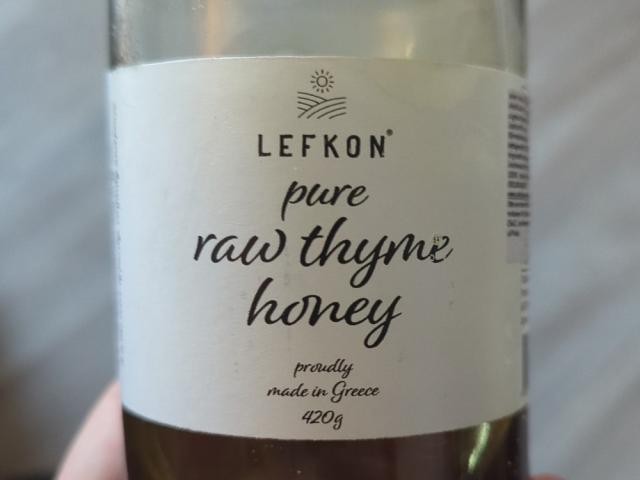 LEFKON®
pure
raw thyme
honey
proudly
made in Greece
420g